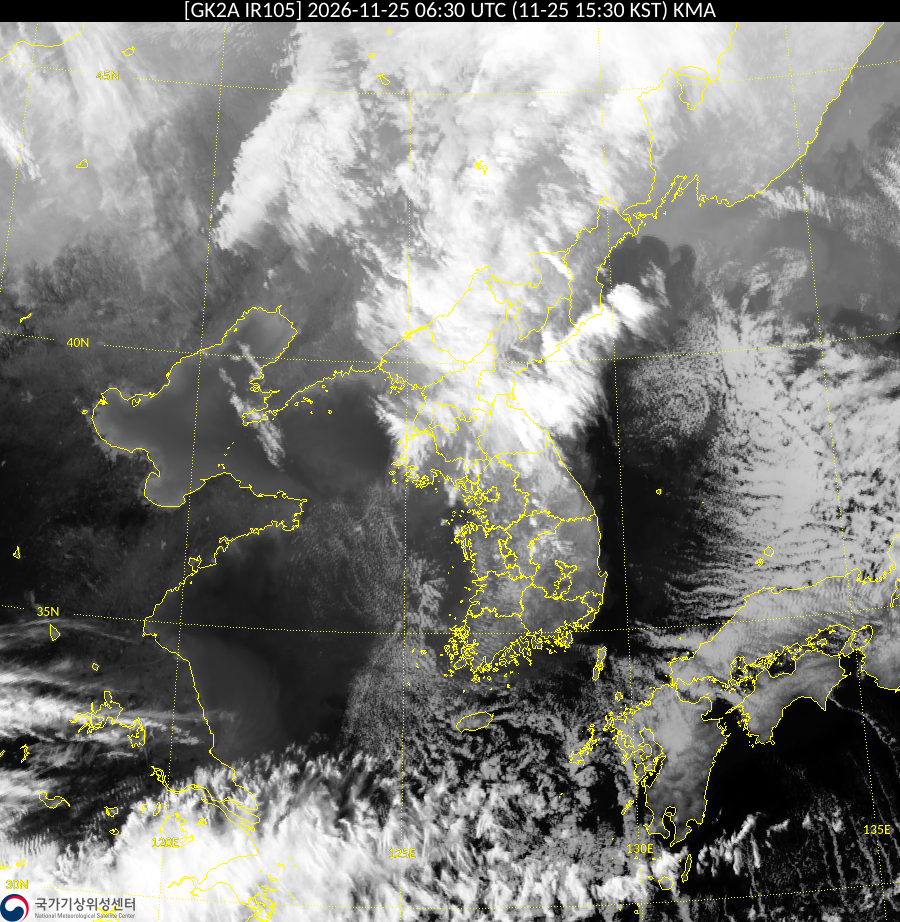 [GK2A IR105] 2026-11-25 06:30 UTC (11-25 15:30 KST) KMA
45N
40N
35N
135E
120E
125E
130E
30N
국가기상위성센터
National Meteorological Satellite Center